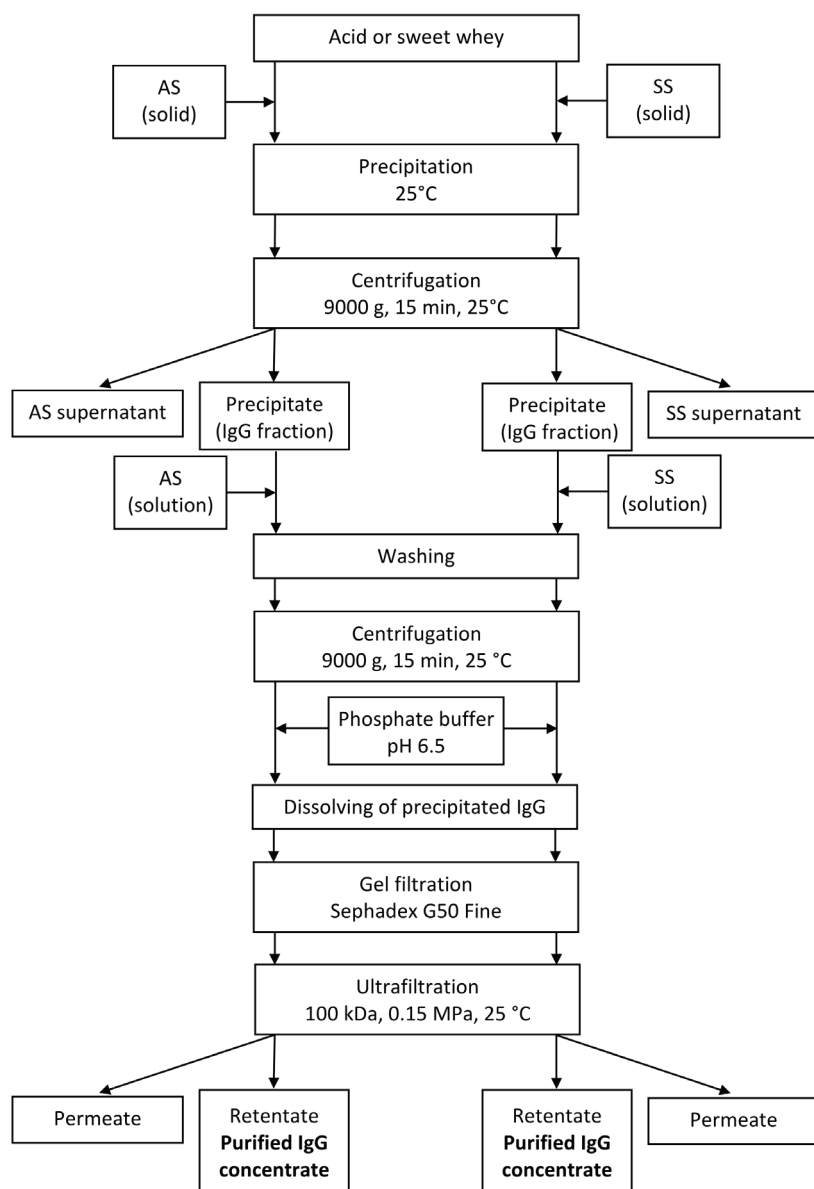 Acid or sweet whey
AS
(solid)
SS
(solid)
Precipitation
25°C
Centrifugation
9000 g, 15 min, 25°C
AS supernatant
Precipitate
(IgG fraction)
Precipitate
(IgG fraction)
SS supernatant
AS
(solution)
SS
(solution)
Washing
Centrifugation
9000 g, 15 min, 25 °C
Phosphate buffer
pH 6.5
Dissolving of precipitated IgG
Gel filtration
Sephadex G50 Fine
Ultrafiltration
100 kDa, 0.15 MPa, 25 °C
Permeate
Retentate
Purified IgG
concentrate
Retentate
Purified IgG
concentrate
Permeate